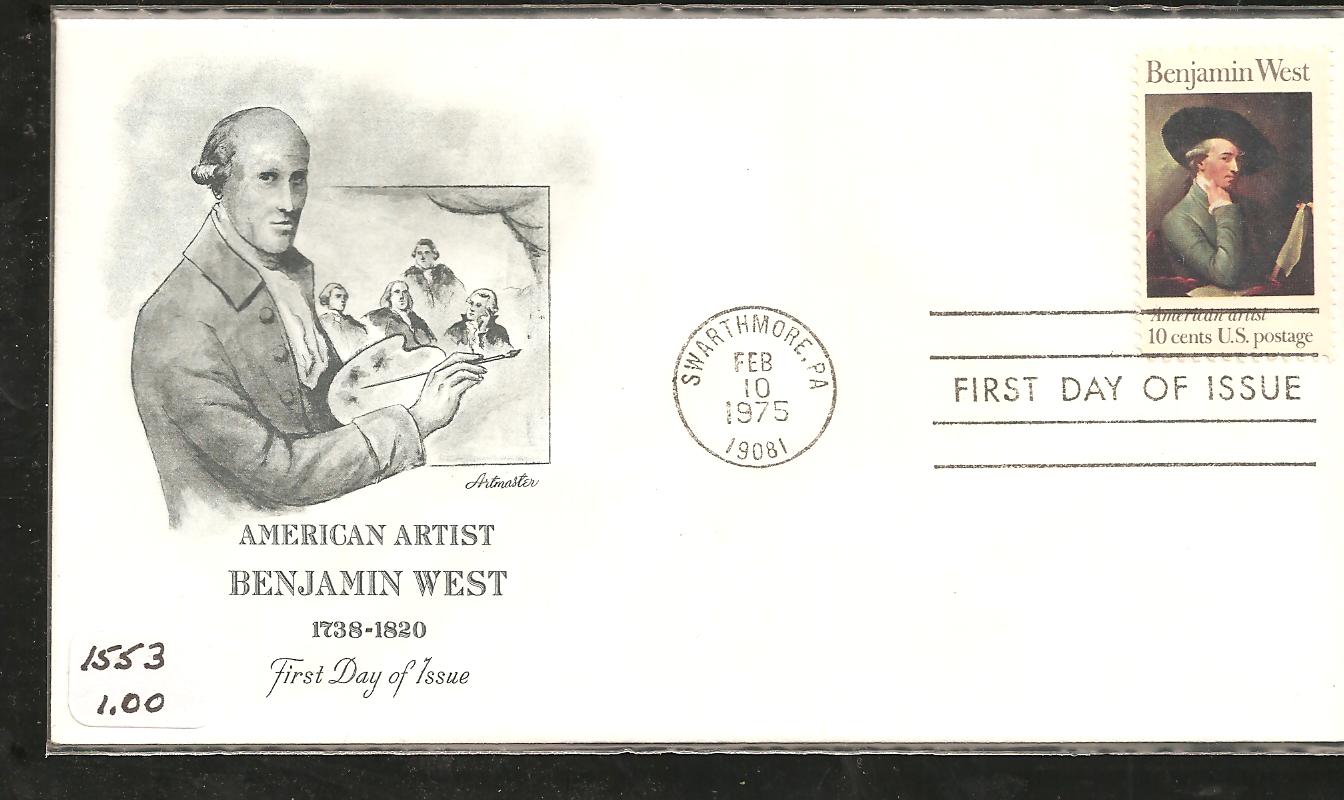 Benjamin West
American artist
10 cents U.S. postage
SWARTHMORE, PA
FEB
10
1975
19081
FIRST DAY OF ISSUE
Artmaster
AMERICAN ARTIST
BENJAMIN WEST
1738-1820
First Day of Issue
1553
1.00